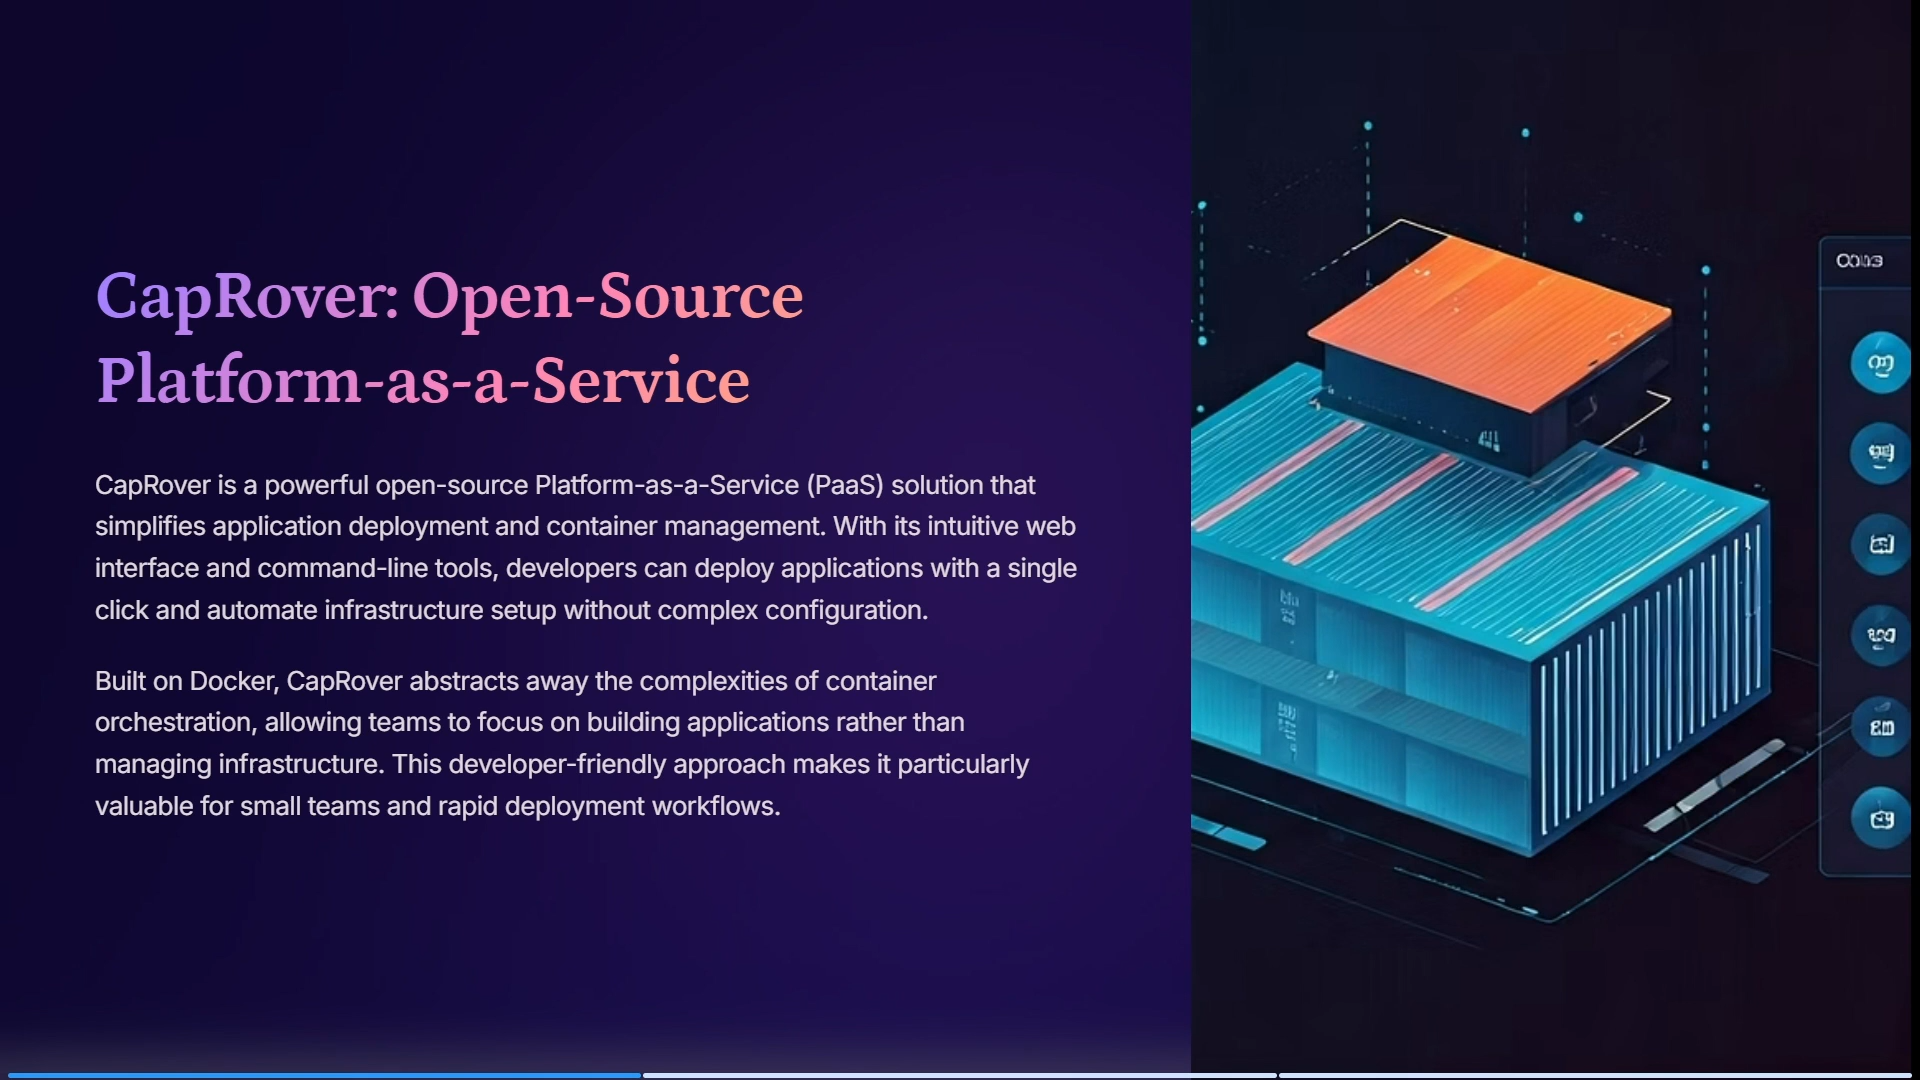 CapRover: Open-Source
Platform-as-a-Service
CapRover is a powerful open-source Platform-as-a-Service (PaaS) solution that
simplifies application deployment and container management. With its intuitive web
interface and command-line tools, developers can deploy applications with a single
click and automate infrastructure setup without complex configuration.
Built on Docker, CapRover abstracts away the complexities of container
orchestration, allowing teams to focus on building applications rather than
managing infrastructure. This developer-friendly approach makes it particularly
valuable for small teams and rapid deployment workflows.